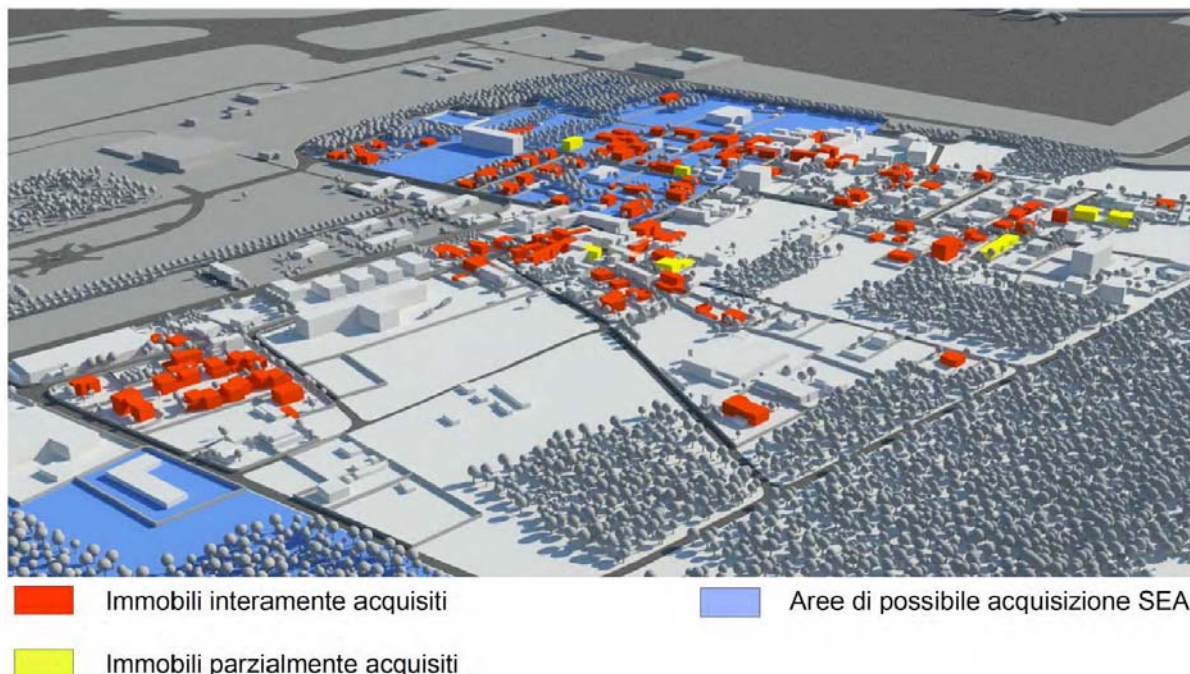 Immobili interamente acquisiti
Aree di possibile acquisizione SEA
Immobili parzialmente acquisiti